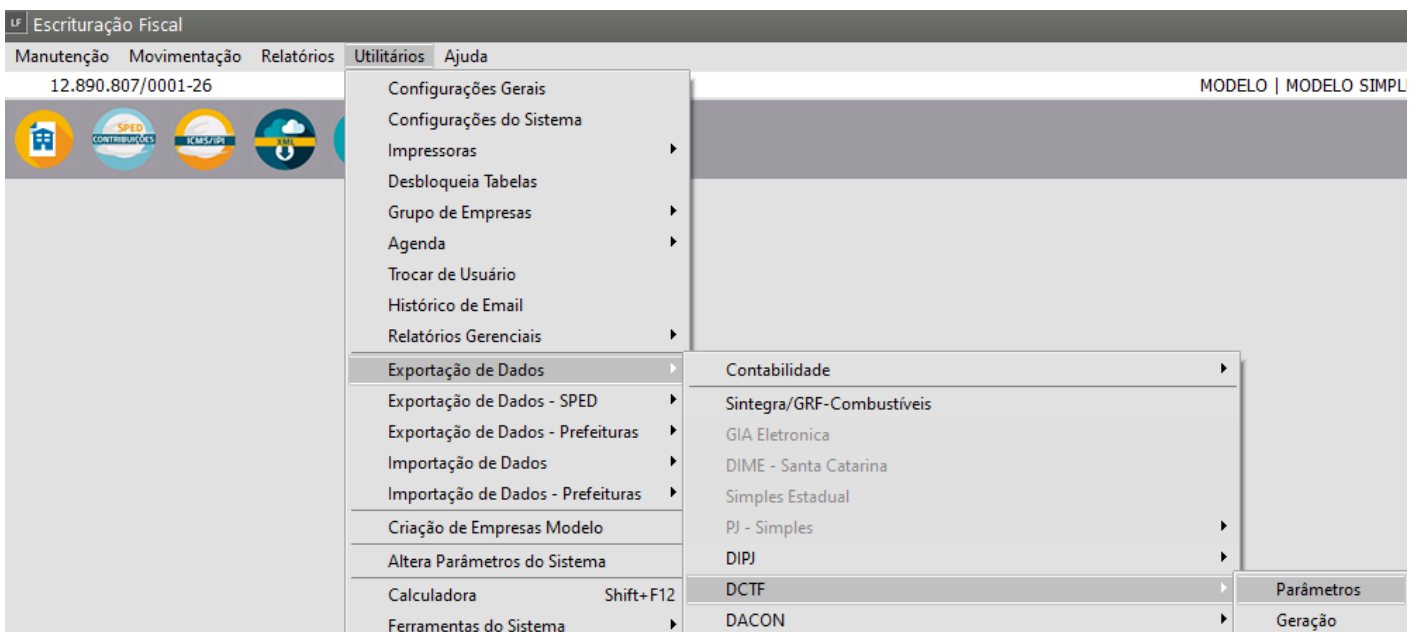 LF Escrituração Fiscal
Manutenção Movimentação Relatórios Utilitários Ajuda
12.890.807/0001-26 MODELO | MODELO SIMPL
SPED CONTRIBUIÇÕES
ICMS/IPI
XML
Configurações Gerais
Configurações do Sistema
Impressoras
Desbloqueia Tabelas
Grupo de Empresas
Agenda
Trocar de Usuário
Histórico de Email
Relatórios Gerenciais
Exportação de Dados
Exportação de Dados - SPED
Exportação de Dados - Prefeituras
Importação de Dados
Importação de Dados - Prefeituras
Criação de Empresas Modelo
Altera Parâmetros do Sistema
Calculadora Shift+F12
Ferramentas do Sistema
Contabilidade
Sintegra/GRF-Combustíveis
GIA Eletronica
DIME - Santa Catarina
Simples Estadual
PJ - Simples
DIPJ
DCTF
DACON
Parâmetros
Geração